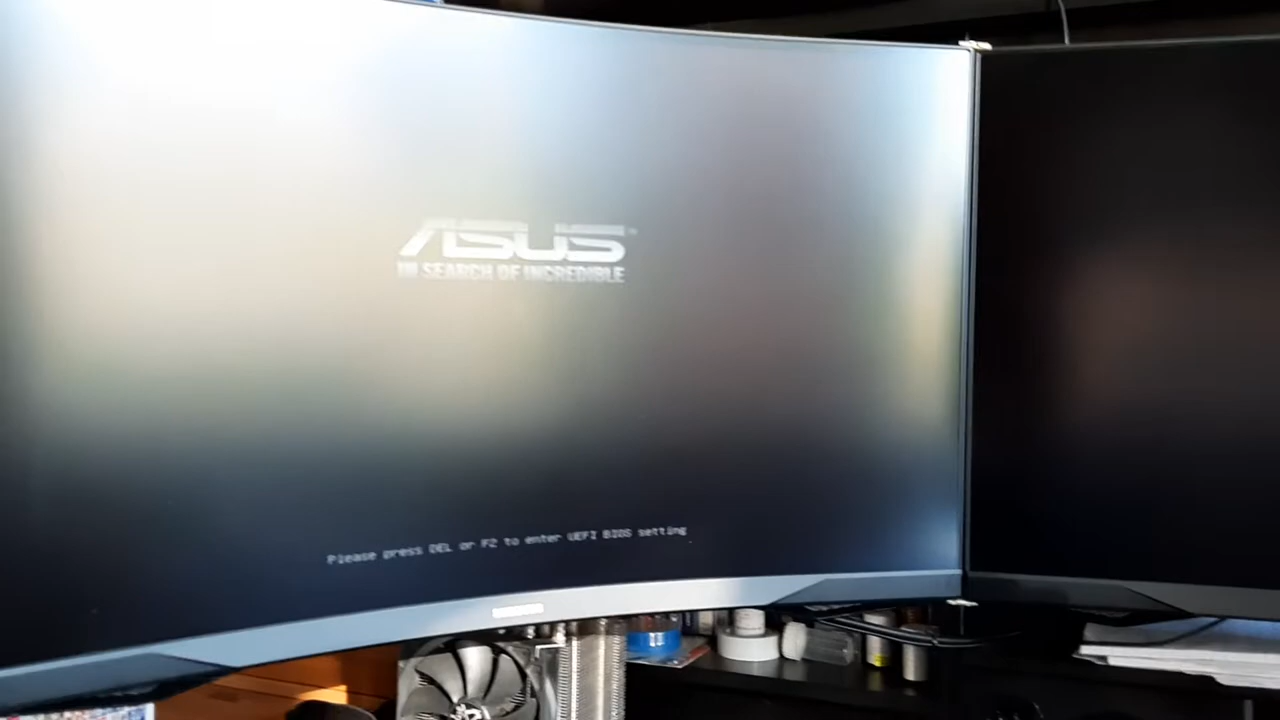 ASUS
IN SEARCH OF INCREDIBLE
Please press DEL or F2 to enter UEFI BIOS setting